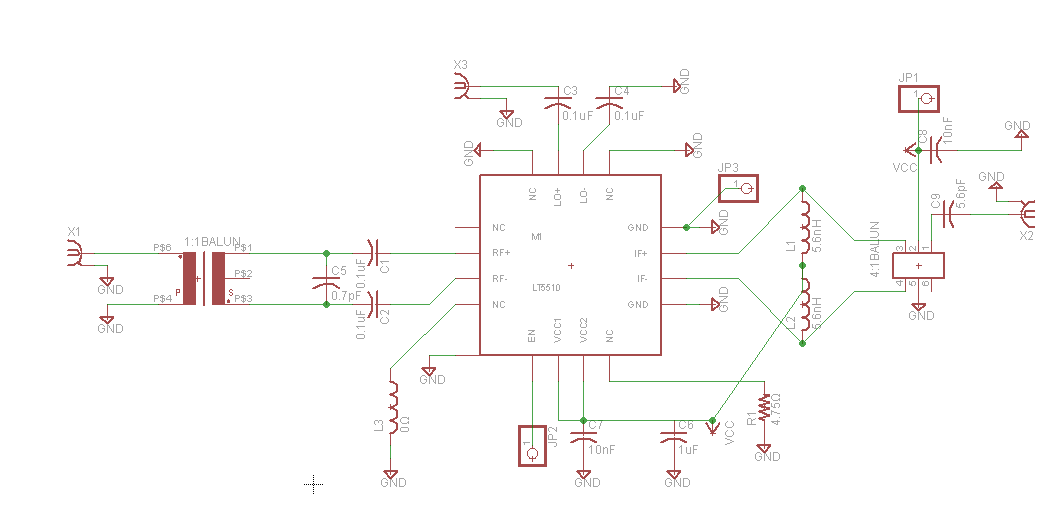 X3
C3
0.1uF
C4
0.1uF
GND
GND
JP1
1
C8
10nF
GND
VCC
GND
GND
JP3
1
GND
C9
5.6pF
X2
NC
LO+
LO-
NC
X1
GND
GND
1:1BALUN
P$6
P$1
P$2
P$4
P$3
P
S
C5
0.7pF
C1
0.1uF
C2
0.1uF
M1
LT5510
NC
RF+
RF-
NC
GND
IF+
IF-
GND
GND
GND
EN
VCC1
VCC2
NC
L1
5.6nH
L2
5.6nH
4:1BALUN
3
2
1
4
5
6
GND
GND
L3
0Ω
GND
1
JP2
C7
10nF
GND
C6
1uF
GND
VCC
R1
4.75Ω
GND